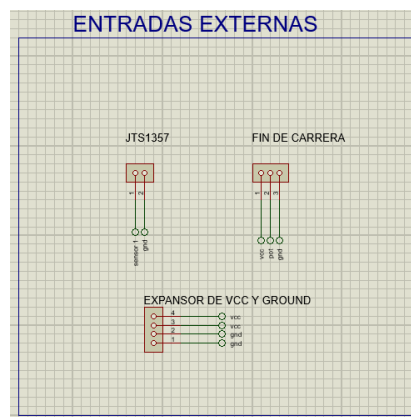 ENTRADAS EXTERNAS
JTS1357
FIN DE CARRERA
1
2
1
2
3
sensor 1
gnd
vcc
pot
gnd
EXPANSOR DE VCC Y GROUND
4 vcc
3 vcc
2 gnd
1 gnd